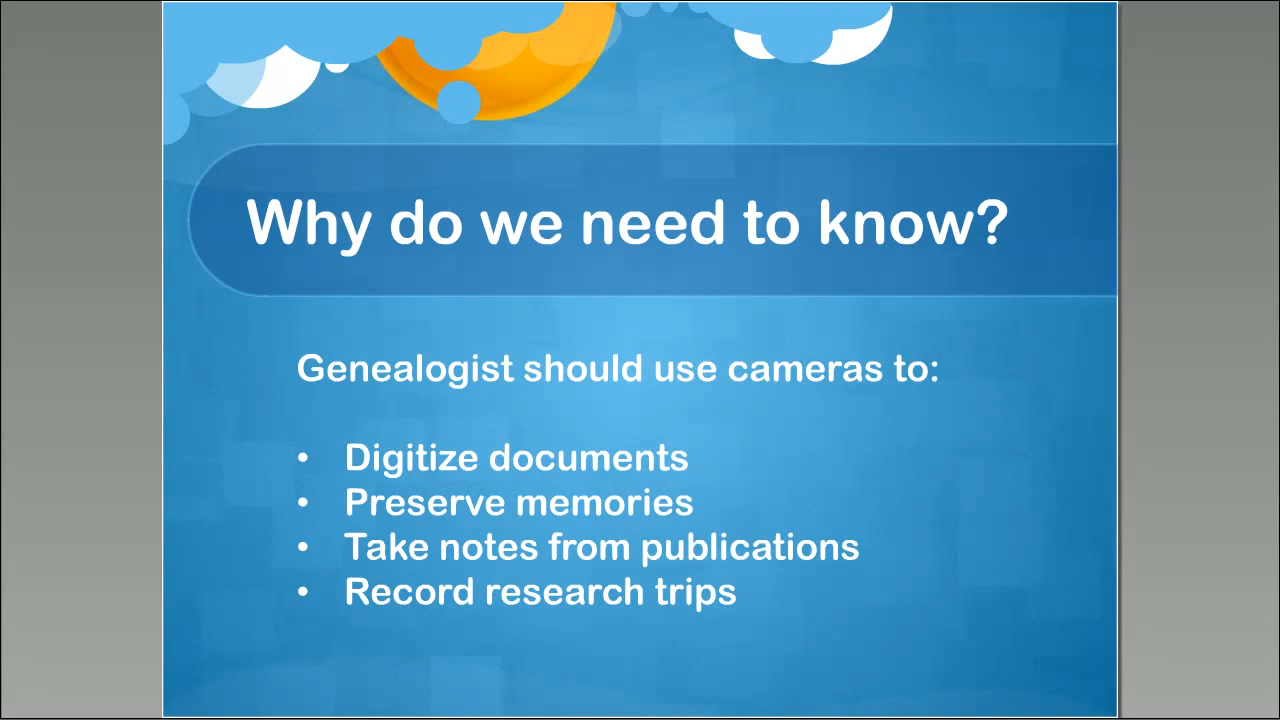 Why do we need to know?
Genealogist should use cameras to:
• Digitize documents
• Preserve memories
• Take notes from publications
• Record research trips